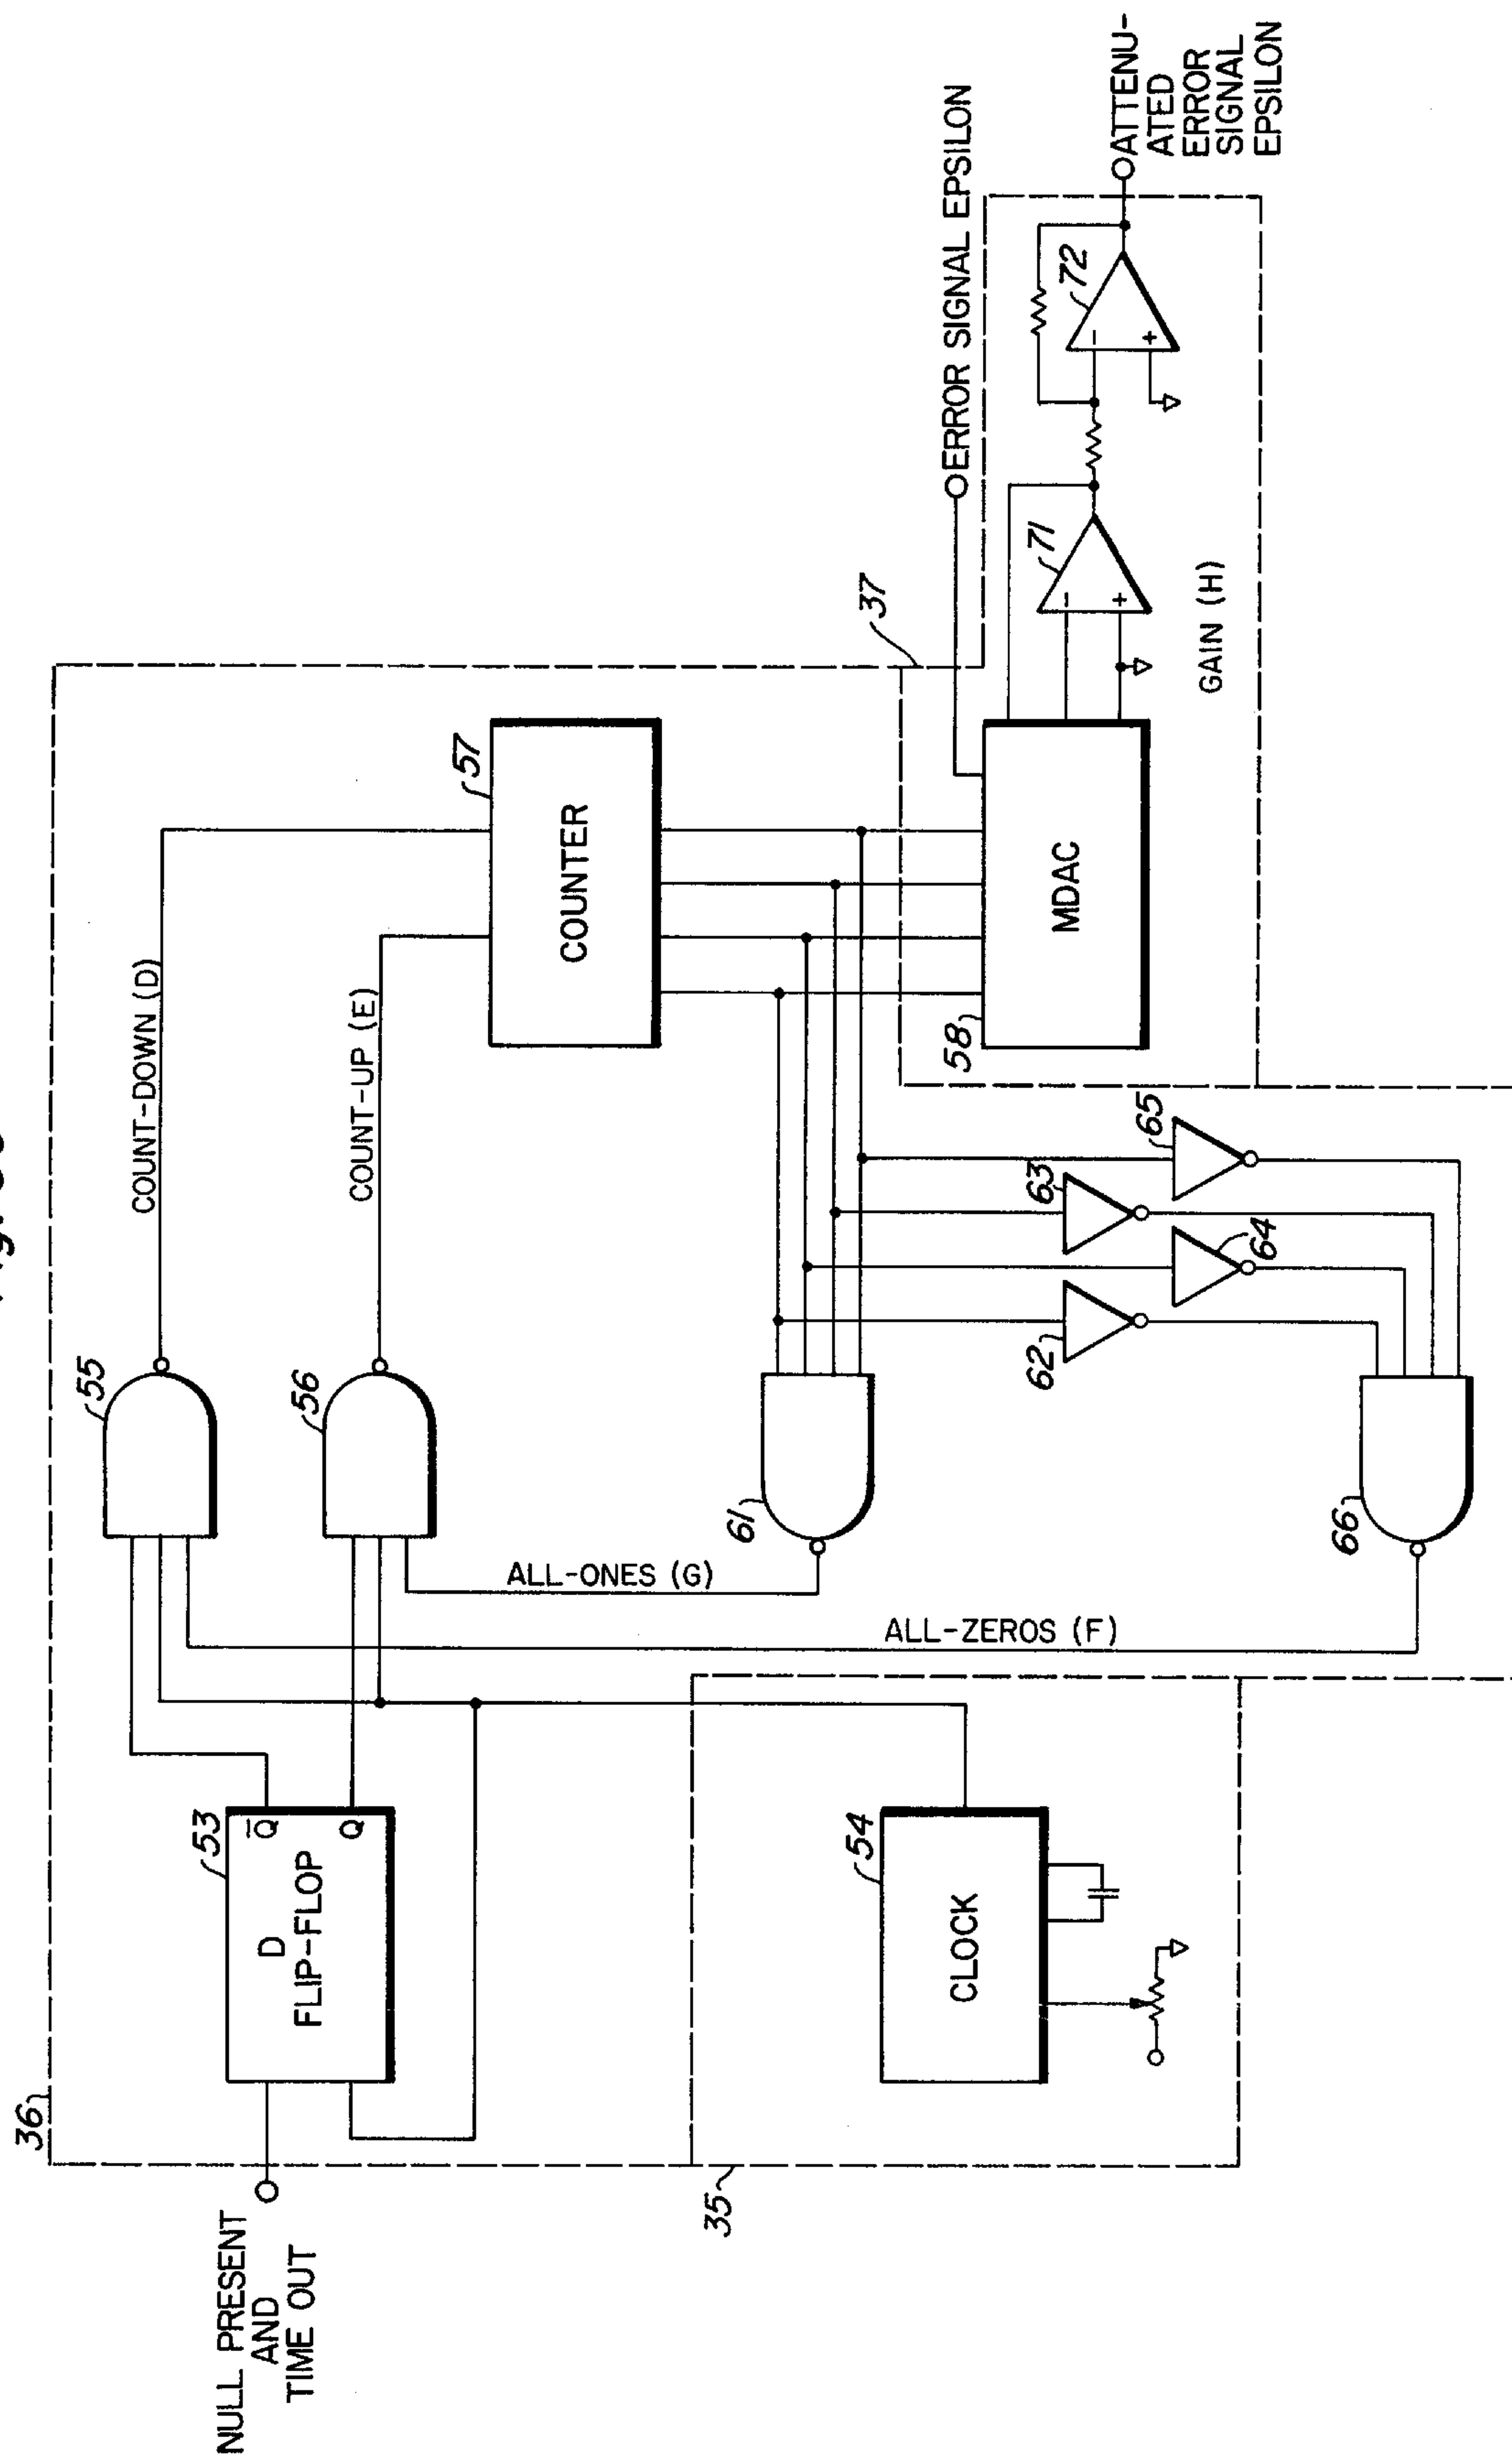 36
NULL PRESENT
AND
TIME OUT
53
D
FLIP-FLOP
Q̅
Q
35
54
CLOCK
55
56
COUNT-DOWN (D)
COUNT-UP (E)
57
COUNTER
ALL-ONES (G)
ALL-ZEROS (F)
61
62
63
64
65
66
37
58
MDAC
ERROR SIGNAL EPSILON
71
-
+
72
-
+
GAIN (H)
ATTENU-
ATED
ERROR
SIGNAL
EPSILON